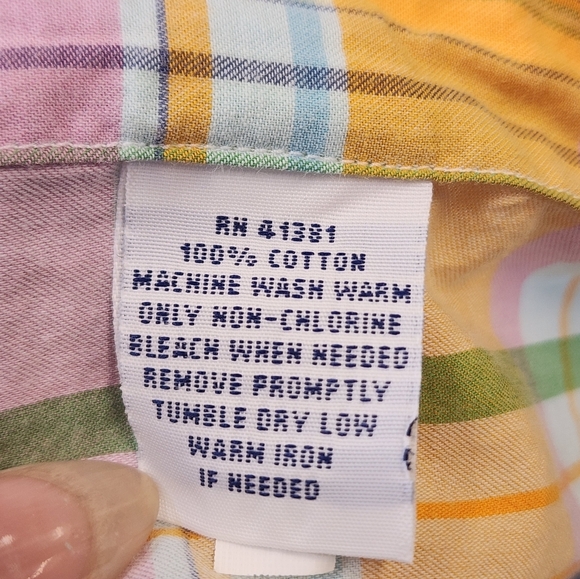 RN 41381
100% COTTON
MACHINE WASH WARM
ONLY NON-CHLORINE
BLEACH WHEN NEEDED
REMOVE PROMPTLY
TUMBLE DRY LOW
WARM IRON
IF NEEDED